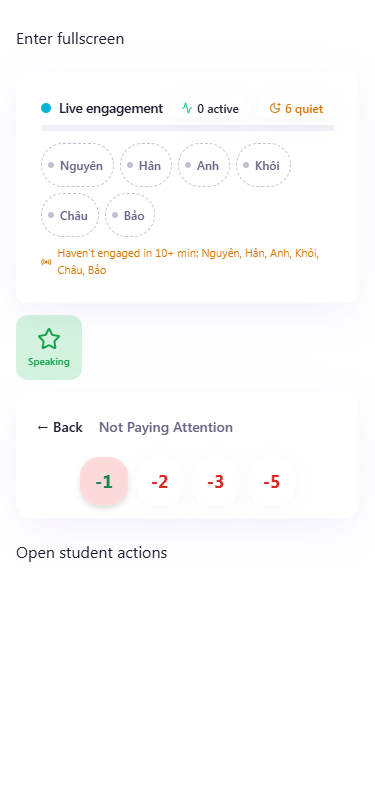 Enter fullscreen
Live engagement 0 active 6 quiet
Nguyên Hân Anh Khôi
Châu Bảo
Haven't engaged in 10+ min: Nguyên, Hân, Anh, Khôi,
Châu, Bảo
Speaking
← Back Not Paying Attention
-1 -2 -3 -5
Open student actions